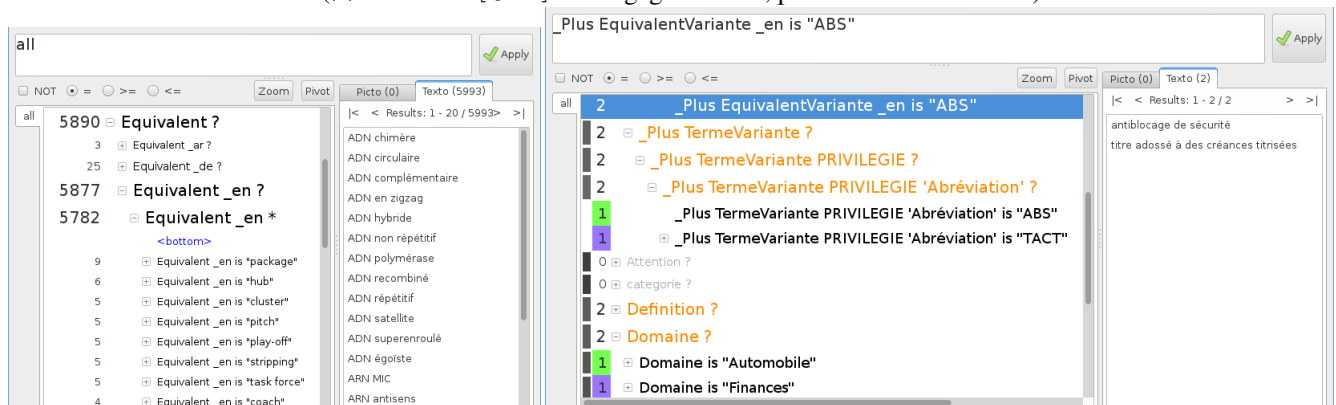 _Plus EquivalentVariante _en is "ABS"
all
Apply
Apply
NOT = >= <=
Zoom Pivot
Picto (0) Texto (5993)
all
|< < Results: 1 - 20 / 5993> >|
5890 Equivalent ?
3 Equivalent _ar ?
25 Equivalent _de ?
5877 Equivalent _en ?
5782 Equivalent _en *
<bottom>
9 Equivalent _en is "package"
6 Equivalent _en is "hub"
5 Equivalent _en is "cluster"
5 Equivalent _en is "pitch"
5 Equivalent _en is "play-off"
5 Equivalent _en is "stripping"
5 Equivalent _en is "task force"
4 Equivalent _en is "coach"
ADN chimère
ADN circulaire
ADN complémentaire
ADN en zigzag
ADN hybride
ADN non répétitif
ADN polymérase
ADN recombiné
ADN répétitif
ADN satellite
ADN superenroulé
ADN égoïste
ARN MIC
ARN antisens
NOT = >= <=
Zoom Pivot
Picto (0) Texto (2)
all
|< < Results: 1 - 2 / 2 > >|
2 _Plus EquivalentVariante _en is "ABS"
2 _Plus TermeVariante ?
2 _Plus TermeVariante PRIVILEGIE ?
2 _Plus TermeVariante PRIVILEGIE 'Abréviation' ?
1 _Plus TermeVariante PRIVILEGIE 'Abréviation' is "ABS"
1 _Plus TermeVariante PRIVILEGIE 'Abréviation' is "TACT"
0 Attention ?
0 categorie ?
2 Definition ?
2 Domaine ?
1 Domaine is "Automobile"
1 Domaine is "Finances"
antiblocage de sécurité
titre adossé à des créances titrisées